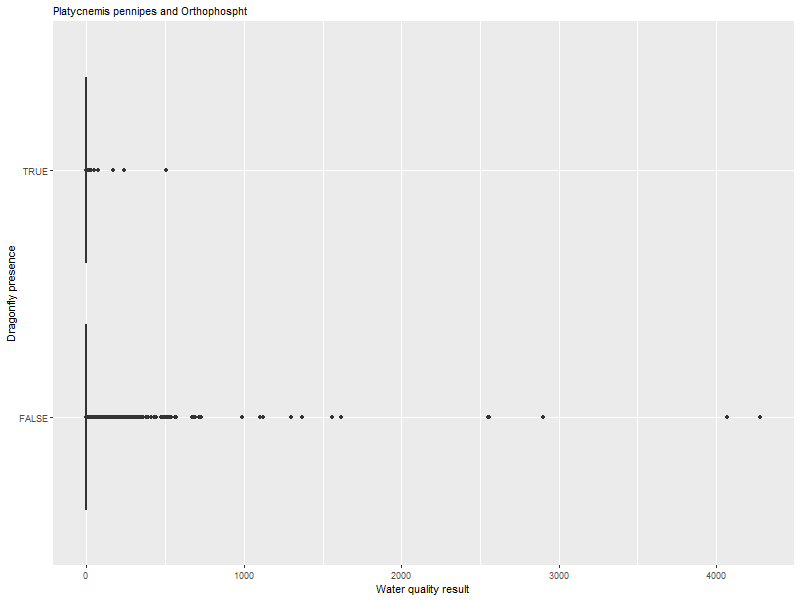 Platycnemis pennipes and Orthophospht
Dragonfly presence
TRUE
FALSE
0
1000
2000
3000
4000
Water quality result